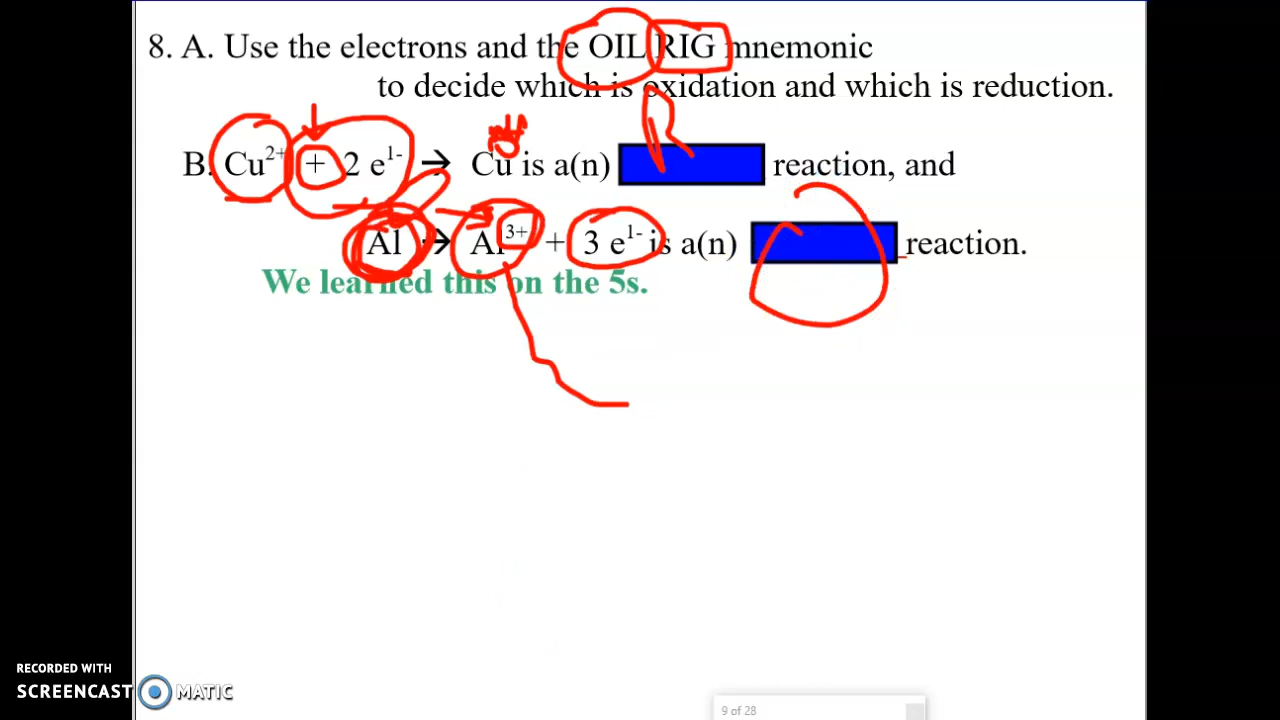 8. A. Use the electrons and the OIL RIG mnemonic
to decide which is oxidation and which is reduction.
B. Cu2+ + 2 e1- → Cu is a(n) reaction, and
R
Al → Al3+ + 3 e1- is a(n) reaction.
We learned this on the 5s.
RECORDED WITH
SCREENCAST MATIC
9 of 28